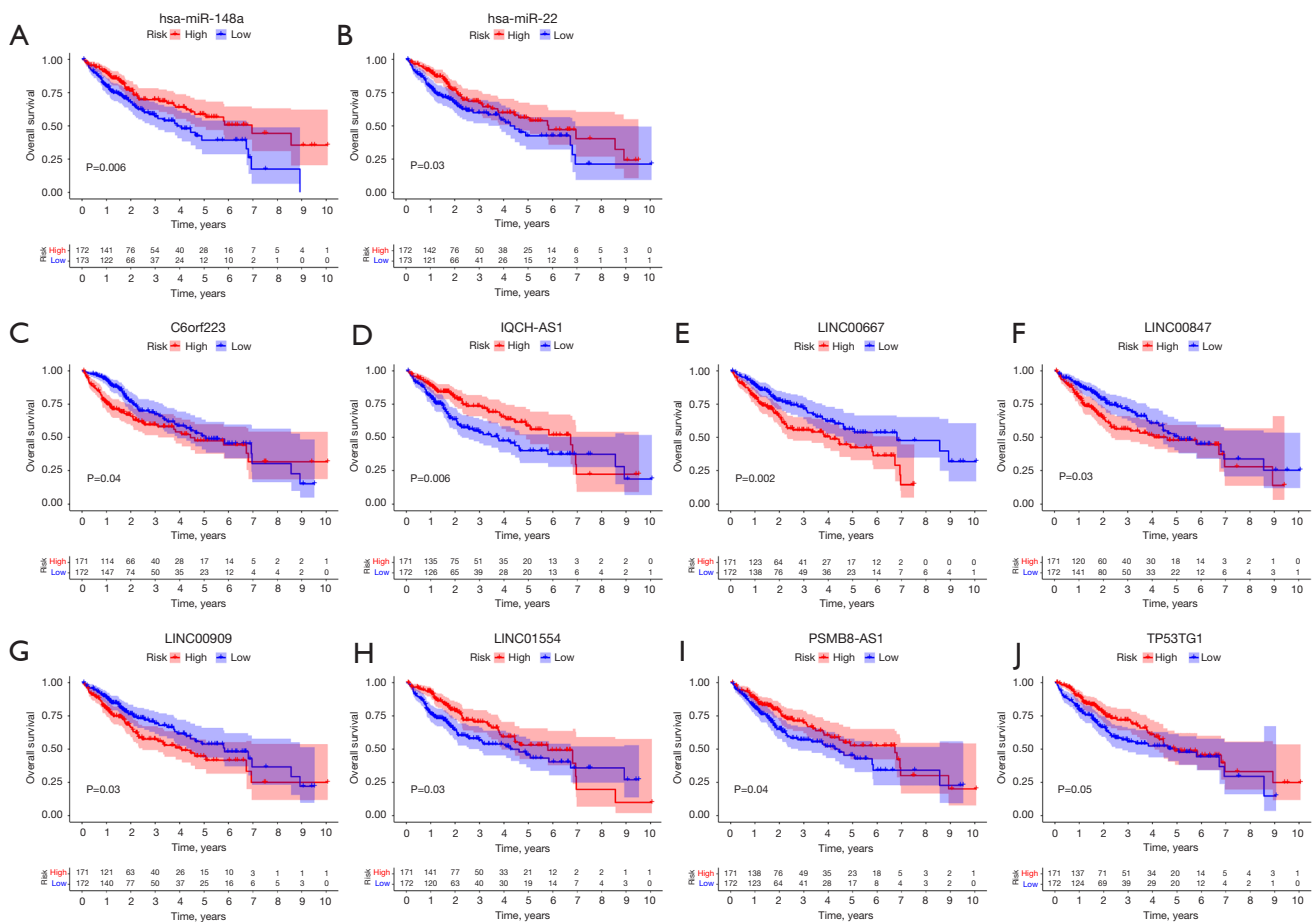 A
hsa-miR-148a
Risk High Low
Overall survival
1.00
0.75
0.50
0.25
0.00
P=0.006
0 1 2 3 4 5 6 7 8 9 10
Time, years
Risk
High 172 141 76 54 40 28 16 7 5 4 1
Low 173 122 66 37 24 12 10 2 1 0 0
0 1 2 3 4 5 6 7 8 9 10
Time, years
B
hsa-miR-22
Risk High Low
Overall survival
1.00
0.75
0.50
0.25
0.00
P=0.03
0 1 2 3 4 5 6 7 8 9 10
Time, years
Risk
High 172 142 76 50 38 25 14 6 5 3 0
Low 173 121 66 41 26 15 12 3 1 1 1
0 1 2 3 4 5 6 7 8 9 10
Time, years
C
C6orf223
Risk High Low
Overall survival
1.00
0.75
0.50
0.25
0.00
P=0.04
0 1 2 3 4 5 6 7 8 9 10
Time, years
Risk
High 171 114 66 40 28 17 14 5 2 2 1
Low 172 147 74 50 35 23 12 4 4 2 0
0 1 2 3 4 5 6 7 8 9 10
Time, years
D
IQCH-AS1
Risk High Low
Overall survival
1.00
0.75
0.50
0.25
0.00
P=0.006
0 1 2 3 4 5 6 7 8 9 10
Time, years
Risk
High 171 135 75 51 35 20 13 3 2 2 0
Low 172 126 65 39 28 20 13 6 4 2 1
0 1 2 3 4 5 6 7 8 9 10
Time, years
E
LINC00667
Risk High Low
Overall survival
1.00
0.75
0.50
0.25
0.00
P=0.002
0 1 2 3 4 5 6 7 8 9 10
Time, years
Risk
High 171 123 64 41 27 17 12 2 0 0 0
Low 172 138 76 49 36 23 14 7 6 4 1
0 1 2 3 4 5 6 7 8 9 10
Time, years
F
LINC00847
Risk High Low
Overall survival
1.00
0.75
0.50
0.25
0.00
P=0.03
0 1 2 3 4 5 6 7 8 9 10
Time, years
Risk
High 171 120 60 40 30 18 14 3 2 1 0
Low 172 141 80 50 33 22 12 6 4 3 1
0 1 2 3 4 5 6 7 8 9 10
Time, years
G
LINC00909
Risk High Low
Overall survival
1.00
0.75
0.50
0.25
0.00
P=0.03
0 1 2 3 4 5 6 7 8 9 10
Time, years
Risk
High 171 121 63 40 26 15 10 3 1 1 1
Low 172 140 77 50 37 25 16 6 5 3 0
0 1 2 3 4 5 6 7 8 9 10
Time, years
H
LINC01554
Risk High Low
Overall survival
1.00
0.75
0.50
0.25
0.00
P=0.03
0 1 2 3 4 5 6 7 8 9 10
Time, years
Risk
High 171 141 77 50 33 21 12 2 2 1 1
Low 172 120 63 40 30 19 14 7 4 3 0
0 1 2 3 4 5 6 7 8 9 10
Time, years
I
PSMB8-AS1
Risk High Low
Overall survival
1.00
0.75
0.50
0.25
0.00
P=0.04
0 1 2 3 4 5 6 7 8 9 10
Time, years
Risk
High 171 138 76 49 35 23 18 5 3 2 1
Low 172 123 64 41 28 17 8 4 3 2 0
0 1 2 3 4 5 6 7 8 9 10
Time, years
J
TP53TG1
Risk High Low
Overall survival
1.00
0.75
0.50
0.25
0.00
P=0.05
0 1 2 3 4 5 6 7 8 9 10
Time, years
Risk
High 171 137 71 51 34 20 14 5 4 3 1
Low 172 124 69 39 29 20 12 4 2 1 0
0 1 2 3 4 5 6 7 8 9 10
Time, years